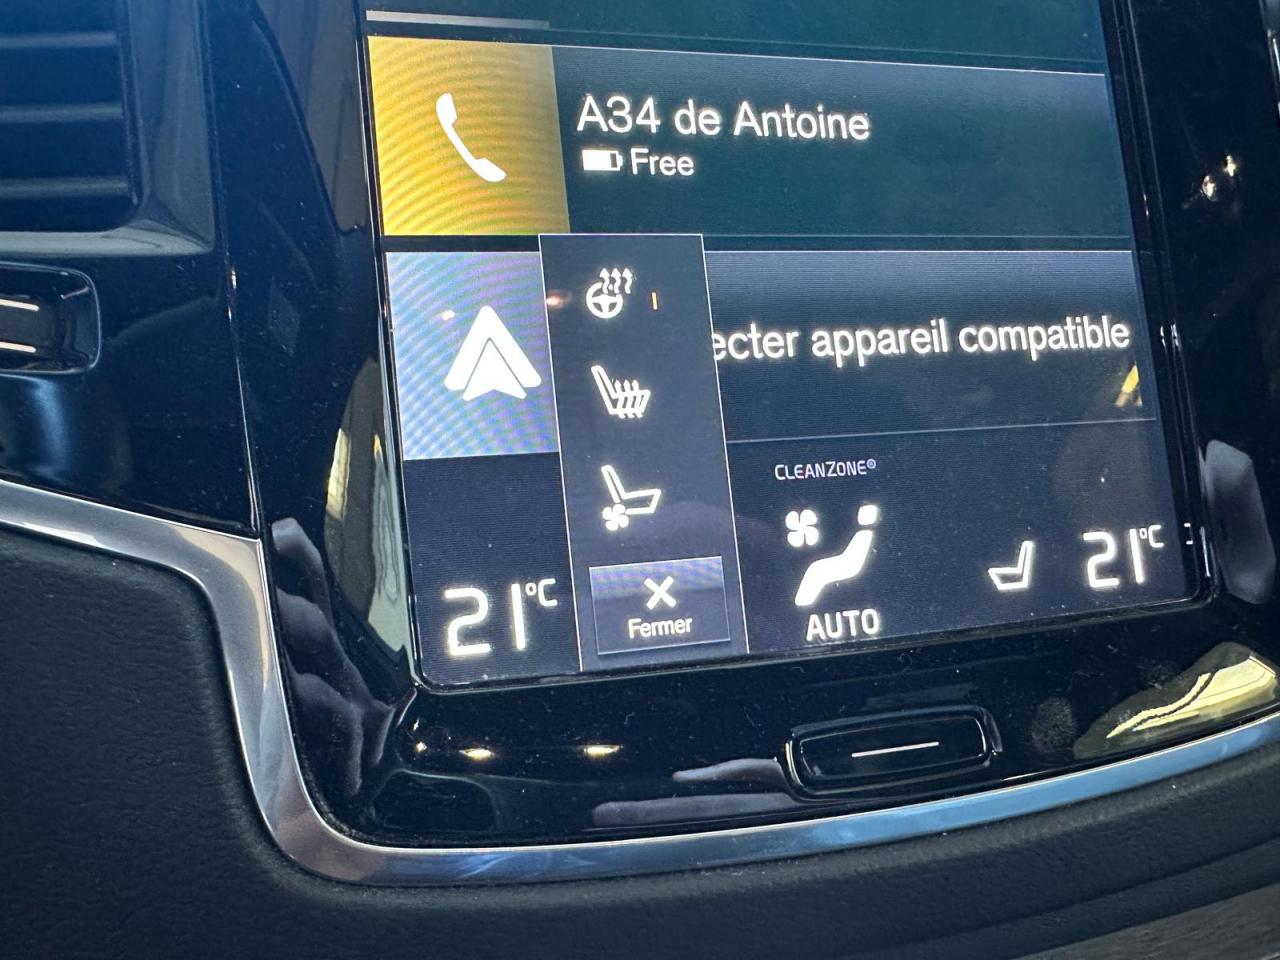 A34 de Antoine
Free
ecter appareil compatible
CLEANZONE®
21°C
Fermer
AUTO
21°C